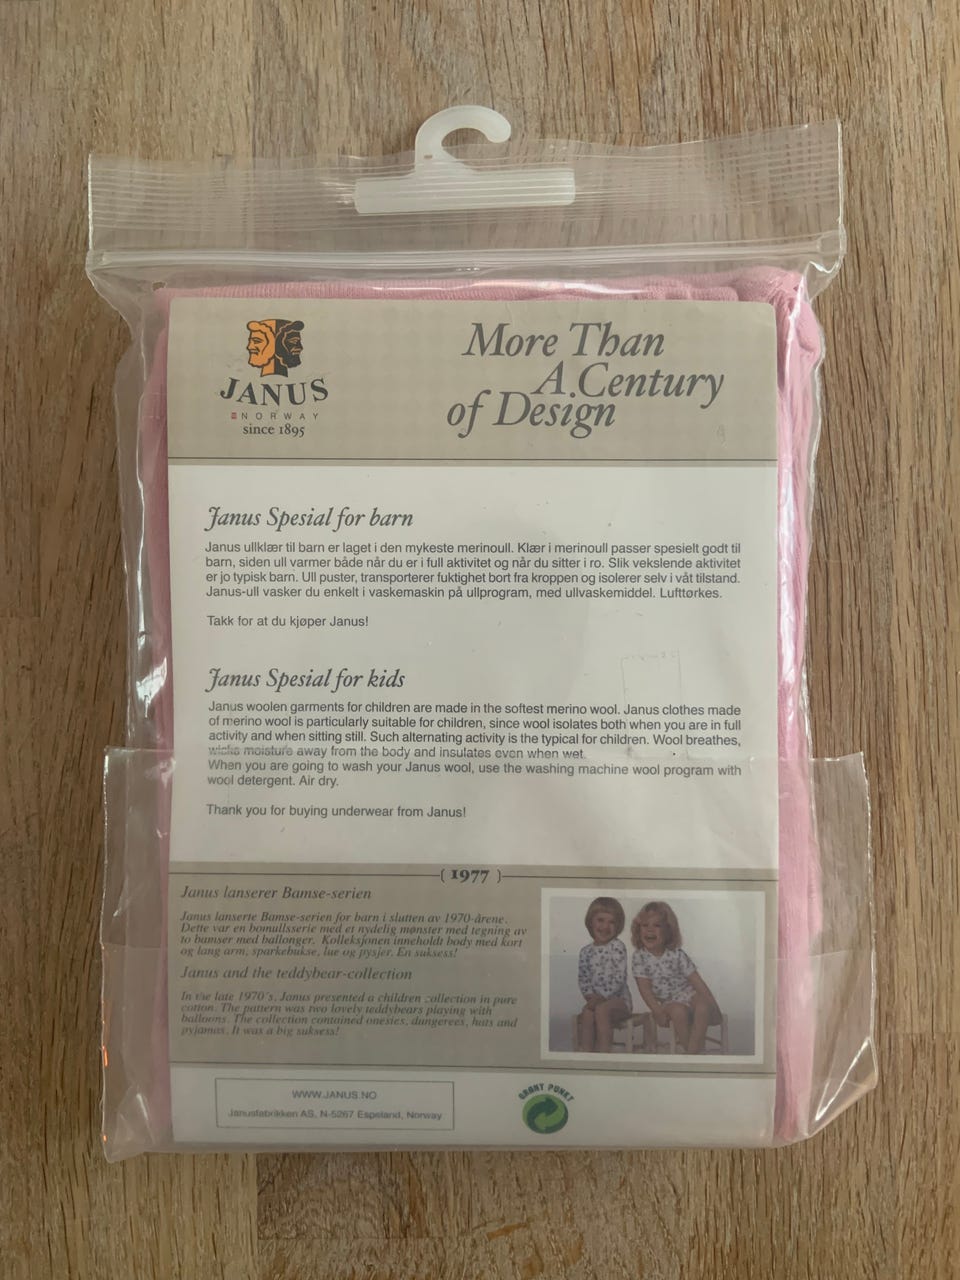 JANUS
NORWAY
since 1895
More Than
A Century
of Design
Janus Spesial for barn
Janus ullklær til barn er laget i den mykeste merinoull. Klær i merinoull passer spesielt godt til
barn, siden ull varmer både når du er i full aktivitet og når du sitter i ro. Slik vekslende aktivitet
er jo typisk barn. Ull puster, transporterer fuktighet bort fra kroppen og isolerer selv i våt tilstand.
Janus-ull vasker du enkelt i vaskemaskin på ullprogram, med ullvaskemiddel. Lufttørkes.
Takk for at du kjøper Janus!
Janus Spesial for kids
Janus woolen garments for children are made in the softest merino wool. Janus clothes made
of merino wool is particularly suitable for children, since wool isolates both when you are in full
activity and when sitting still. Such alternating activity is the typical for children. Wool breathes,
wicks moisture away from the body and insulates even when wet.
When you are going to wash your Janus wool, use the washing machine wool program with
wool detergent. Air dry.
Thank you for buying underwear from Janus!
( 1977 )
Janus lanserer Bamse-serien
Janus lanserte Bamse-serien for barn i slutten av 1970-årene.
Dette var en bomullsserie med et nydelig mønster med tegning av
to bamser med ballonger. Kolleksjonen inneholdt body med kort
og lang arm, sparkebukse, lue og pysjer. En suksess!
Janus and the teddybear-collection
In the late 1970's, Janus presented a children collection in pure
cotton. The pattern was two lovely teddybears playing with
balloons. The collection contained onesies, dungerees, hats and
pyjamas. It was a big suksess!
WWW.JANUS.NO
Janusfabrikken AS, N-5267 Espeland, Norway
GRØNT PUNKT